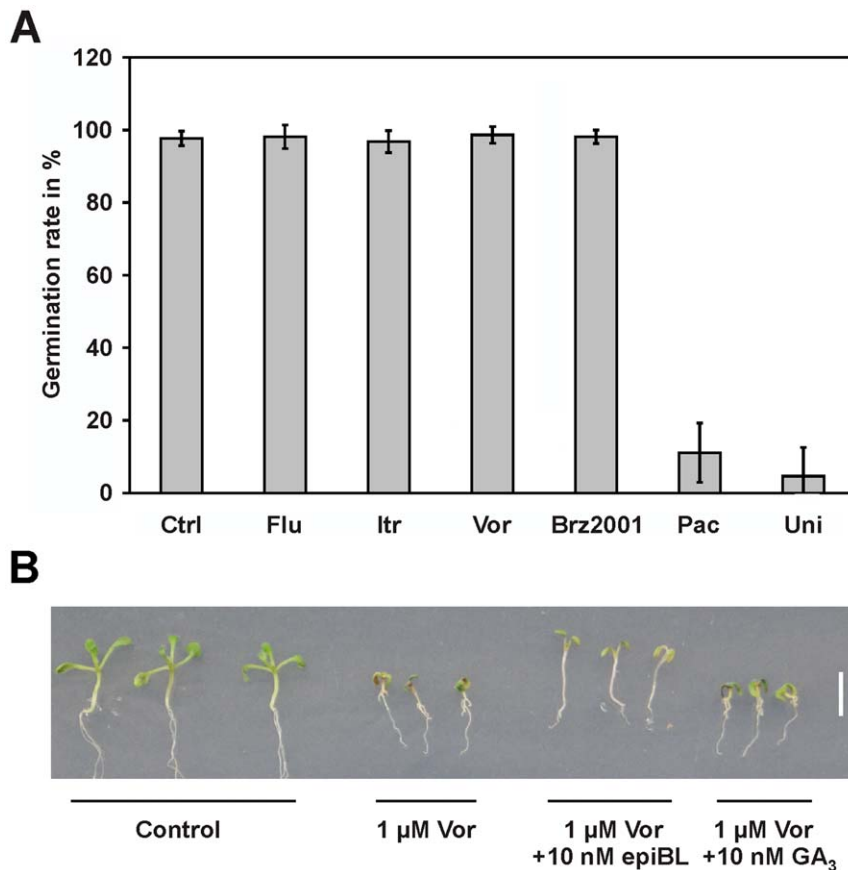 A
Germination rate in %
120
100
80
60
40
20
0
Ctrl Flu Itr Vor Brz2001 Pac Uni
B
Control
1 µM Vor
1 µM Vor
+10 nM epiBL
1 µM Vor
+10 nM GA₃